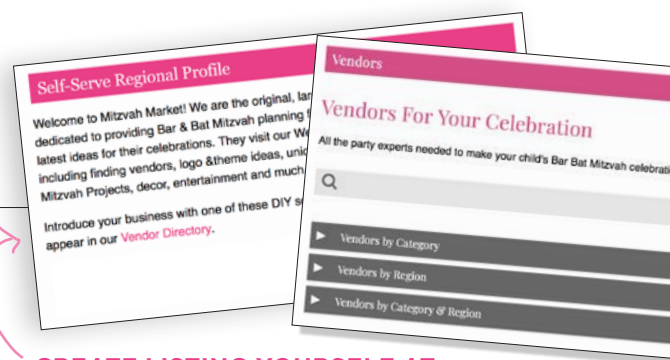 Self-Serve Regional Profile
Welcome to Mitzvah Market! We are the original,
dedicated to providing Bar & Bat Mitzvah planning
latest ideas for their celebrations. They visit our
including finding vendors, logo &theme ideas,
Mitzvah Projects, decor, entertainment and much
Introduce your business with one of these DIY
appear in our Vendor Directory.
Vendors
Vendors For Your Celebration
All the party experts needed to make your child's Bar Bat Mitzvah
Vendors by Category
Vendors by Region
Vendors by Category & Region
CREATE LISTING YOURSELF AT